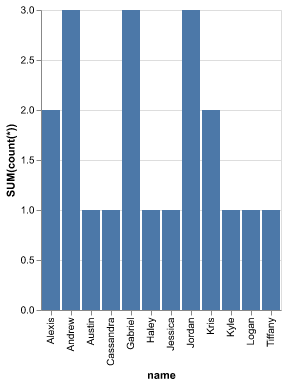 3.0
2.5
2.0
1.5
1.0
0.5
0.0
SUM(count(*))
Alexis
Andrew
Austin
Cassandra
Gabriel
Haley
Jessica
Jordan
Kris
Kyle
Logan
Tiffany
name